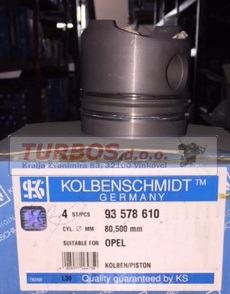 TURBOS d.o.o.
Kralja Zvonimira 83, 32100 Vinkovci
KS
KOLBENSCHMIDT™
GERMANY
4 ST/PCS 93 578 610
CYL. Ø MM 80,500 mm
SUITABLE FOR OPEL
KOLBEN/PISTON
Quality guaranteed by KS